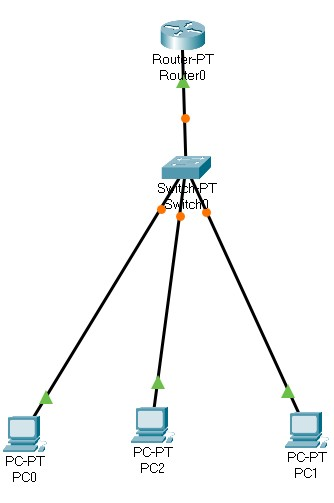 Router-PT
Router0
Switch-PT
Switch0
PC-PT
PC0
PC-PT
PC2
PC-PT
PC1